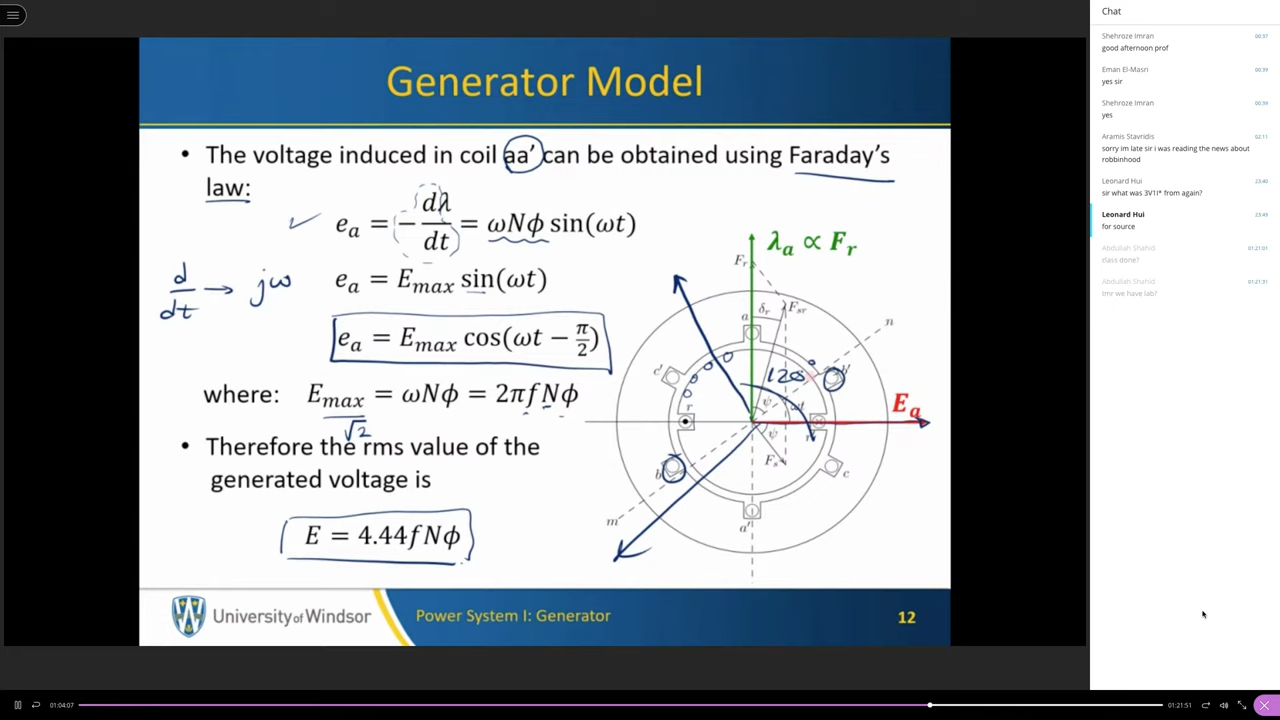 Generator Model
• The voltage induced in coil aa' can be obtained using Faraday's
law:
e_a = − dλ/dt = ωNϕ sin(ωt)
d/dt → jω
e_a = E_max sin(ωt)
e_a = E_max cos(ωt − π/2)
where: E_max = ωNϕ = 2πfNϕ
√2
• Therefore the rms value of the
generated voltage is
E = 4.44fNϕ
λ_a ∝ F_r
F_r
δ_r
F_sr
a
n
c'
120°
b'
ψ
ωt
E_a
r
r'
ψ
F_s
b
c
m
a'
University of Windsor
Power System I: Generator
12
01:04:07
01:21:51
Chat
Shehroze Imran 00:37
good afternoon prof
Eman El-Masri 00:39
yes sir
Shehroze Imran 00:39
yes
Aramis Stavridis 02:11
sorry im late sir i was reading the news about
robbinhood
Leonard Hui 23:40
sir what was 3V1I* from again?
Leonard Hui 23:49
for source
Abdullah Shahid 01:21:01
class done?
Abdullah Shahid 01:21:31
tmr we have lab?